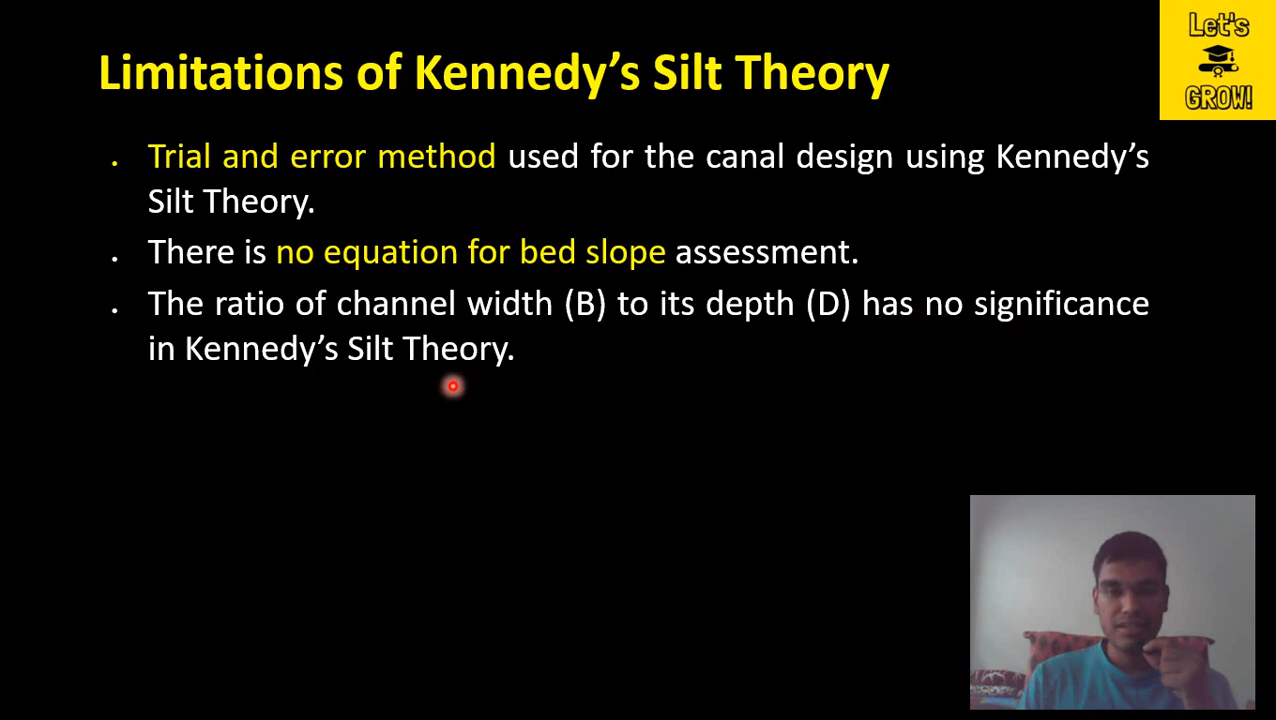 Limitations of Kennedy’s Silt Theory
Let's
GROW!
• Trial and error method used for the canal design using Kennedy’s
Silt Theory.
• There is no equation for bed slope assessment.
• The ratio of channel width (B) to its depth (D) has no significance
in Kennedy’s Silt Theory.